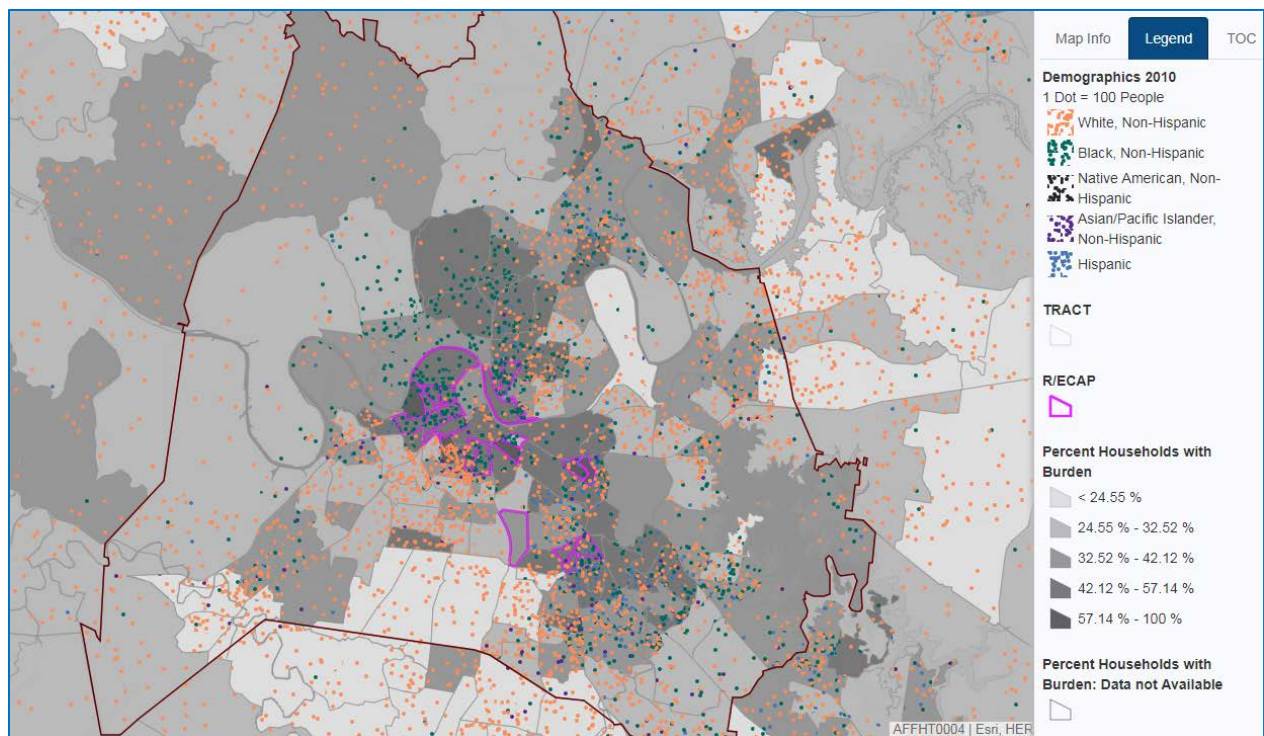 Map Info Legend TOC
Demographics 2010
1 Dot = 100 People
White, Non-Hispanic
Black, Non-Hispanic
Native American, Non-
Hispanic
Asian/Pacific Islander,
Non-Hispanic
Hispanic
TRACT
R/ECAP
Percent Households with
Burden
< 24.55 %
24.55 % - 32.52 %
32.52 % - 42.12 %
42.12 % - 57.14 %
57.14 % - 100 %
Percent Households with
Burden: Data not Available
AFFHT0004 | Esri, HER